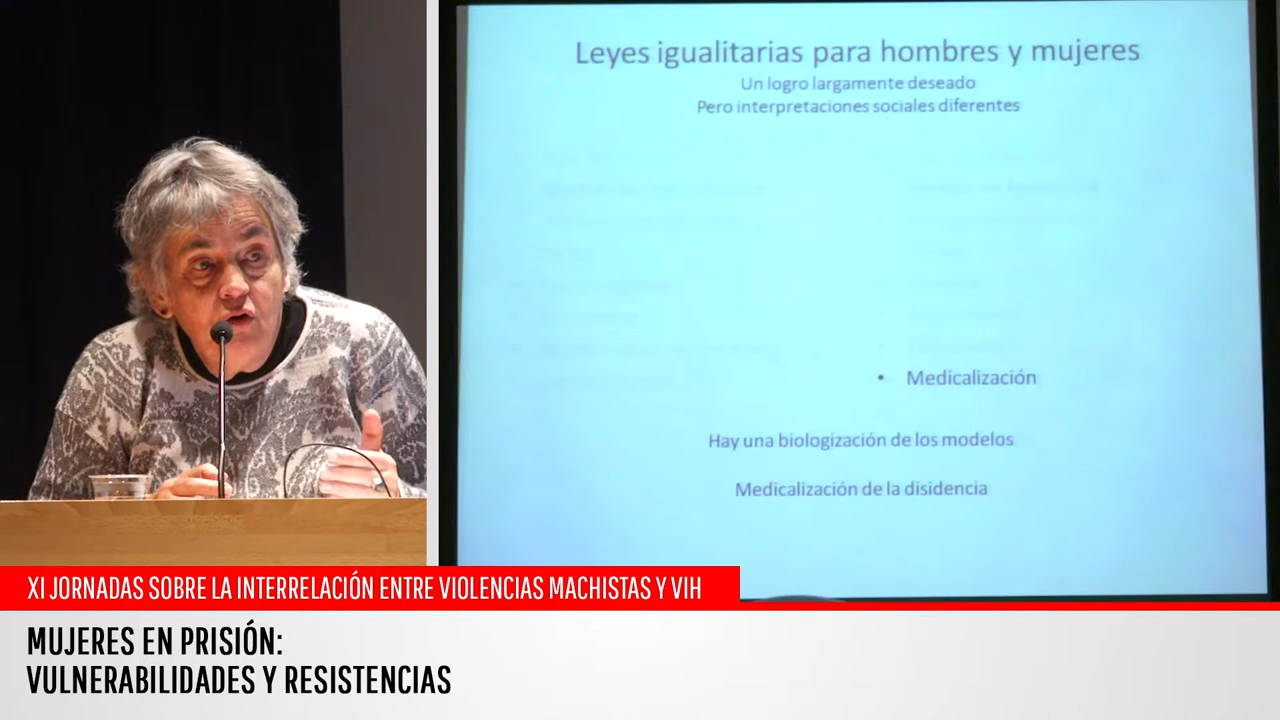 Leyes igualitarias para hombres y mujeres
Un logro largamente deseado
Pero interpretaciones sociales diferentes
• Medicalización
Hay una biologización de los modelos
Medicalización de la disidencia
XI JORNADAS SOBRE LA INTERRELACIÓN ENTRE VIOLENCIAS MACHISTAS Y VIH
MUJERES EN PRISIÓN:
VULNERABILIDADES Y RESISTENCIAS